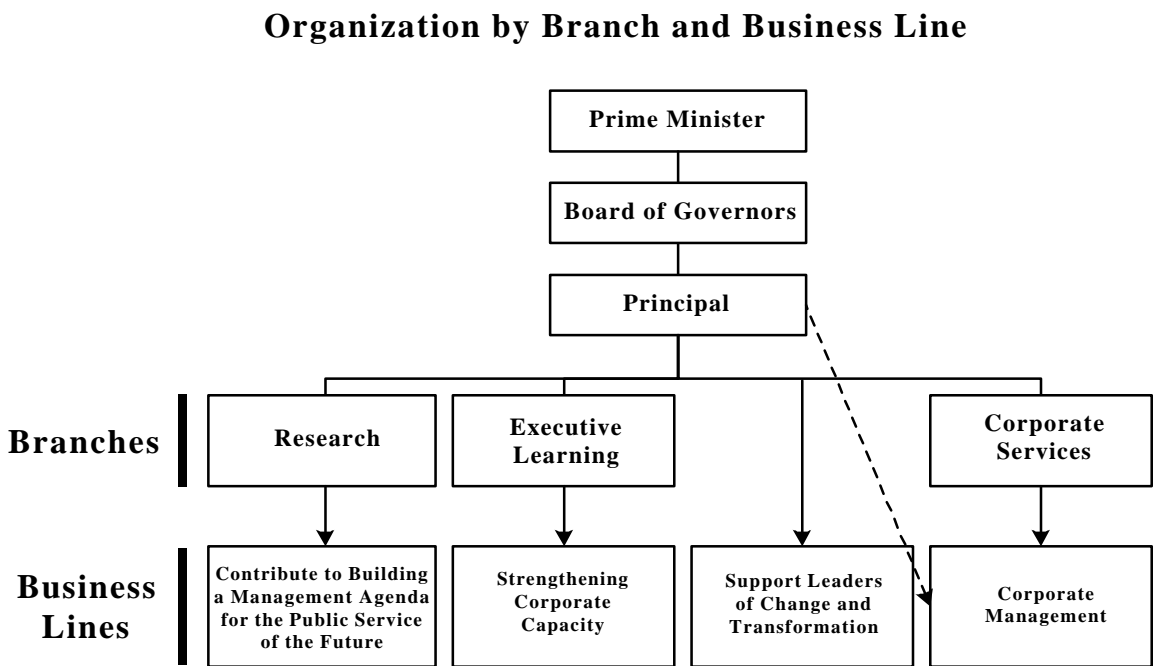 Organization by Branch and Business Line
Prime Minister
Board of Governors
Principal
Branches
Research
Executive
Learning
Corporate
Services
Business
Lines
Contribute to Building
a Management Agenda
for the Public Service
of the Future
Strengthening
Corporate
Capacity
Support Leaders
of Change and
Transformation
Corporate
Management